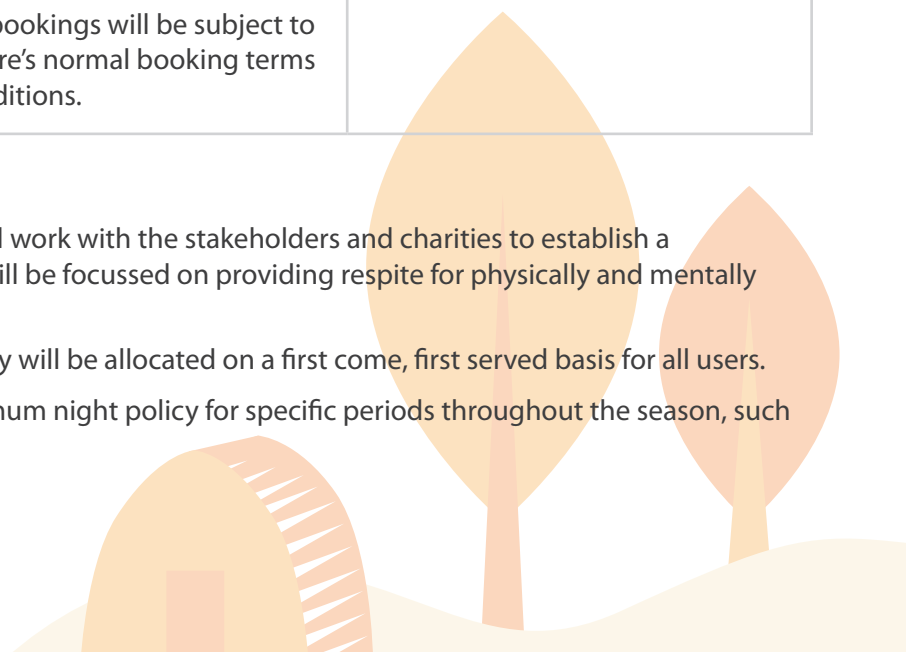 bookings will be subject to
re's normal booking terms
ditions.
l work with the stakeholders and charities to establish a
ill be focussed on providing respite for physically and mentally
y will be allocated on a first come, first served basis for all users.
num night policy for specific periods throughout the season, such